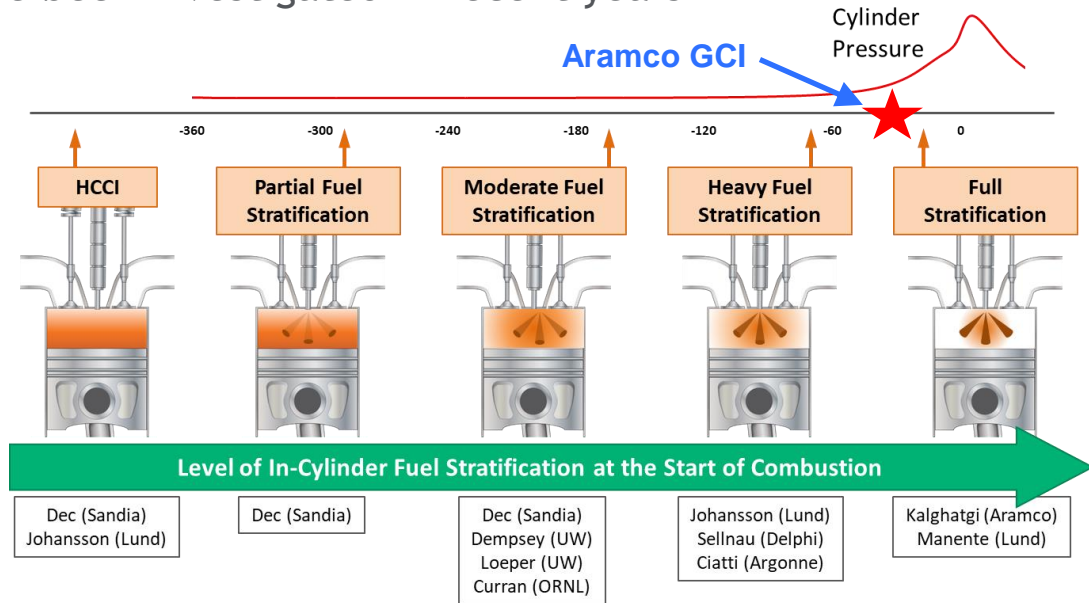 Cylinder
Pressure
Aramco GCI
-360 -300 -240 -180 -120 -60 0
HCCI
Partial Fuel
Stratification
Moderate Fuel
Stratification
Heavy Fuel
Stratification
Full
Stratification
Level of In-Cylinder Fuel Stratification at the Start of Combustion
Dec (Sandia)
Johansson (Lund)
Dec (Sandia)
Dec (Sandia)
Dempsey (UW)
Loeper (UW)
Curran (ORNL)
Johansson (Lund)
Sellnau (Delphi)
Ciatti (Argonne)
Kalghatgi (Aramco)
Manente (Lund)